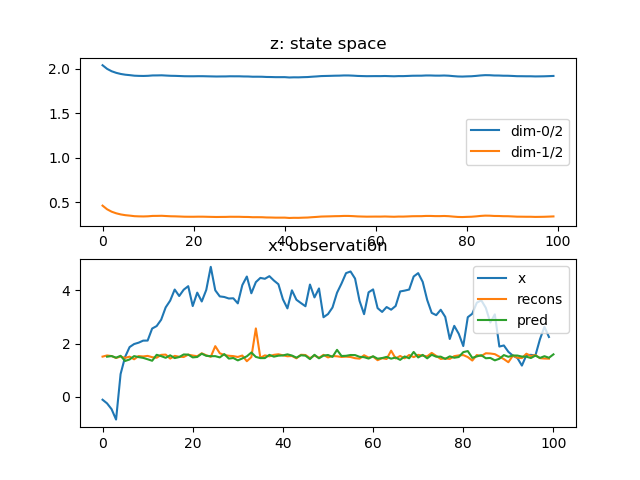 z: state space
2.0
1.5
1.0
0.5
dim-0/2
dim-1/2
0 20 40 60 80 100
x: observation
4
2
0
x
recons
pred
0 20 40 60 80 100